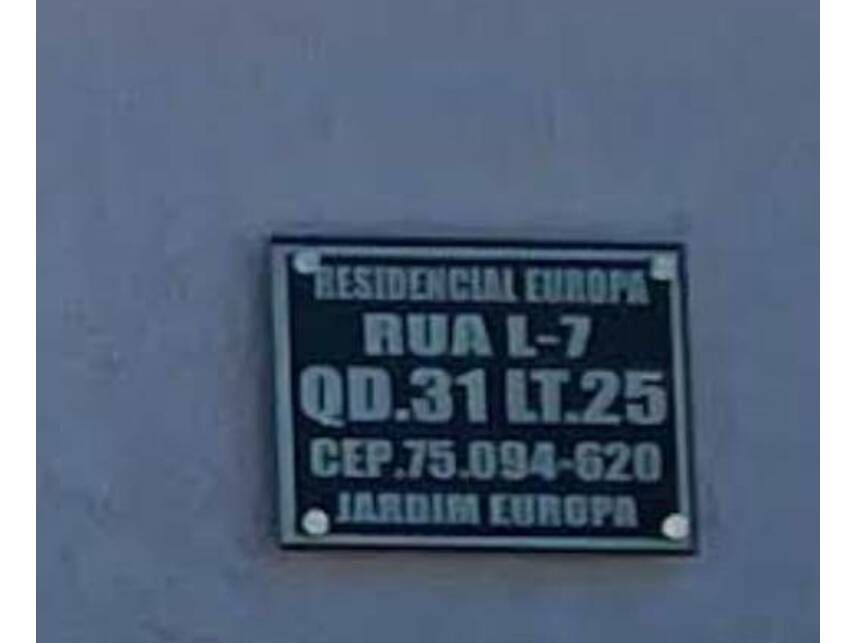 RESIDENCIAL EUROPA
RUA L-7
QD.31 LT.25
CEP.75.094-620
JARDIM EUROPA